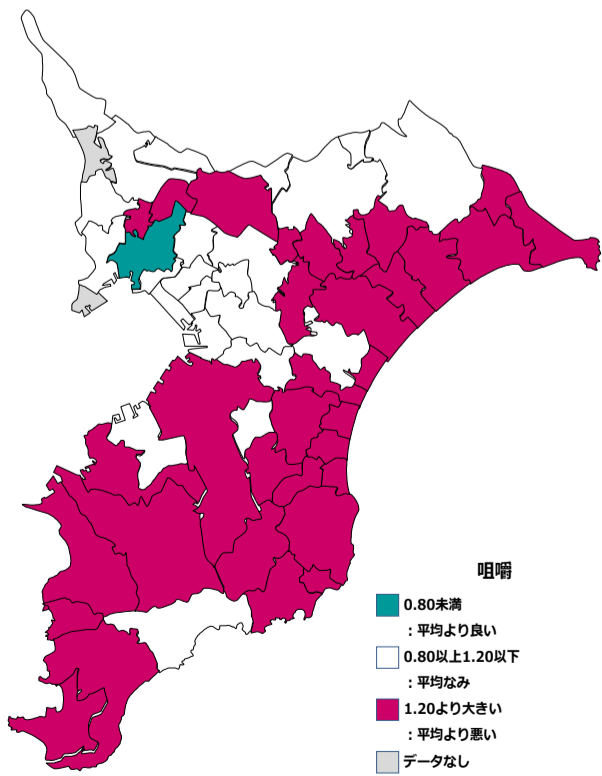 咀嚼
0.80未満
：平均より良い
0.80以上1.20以下
：平均なみ
1.20より大きい
：平均より悪い
データなし